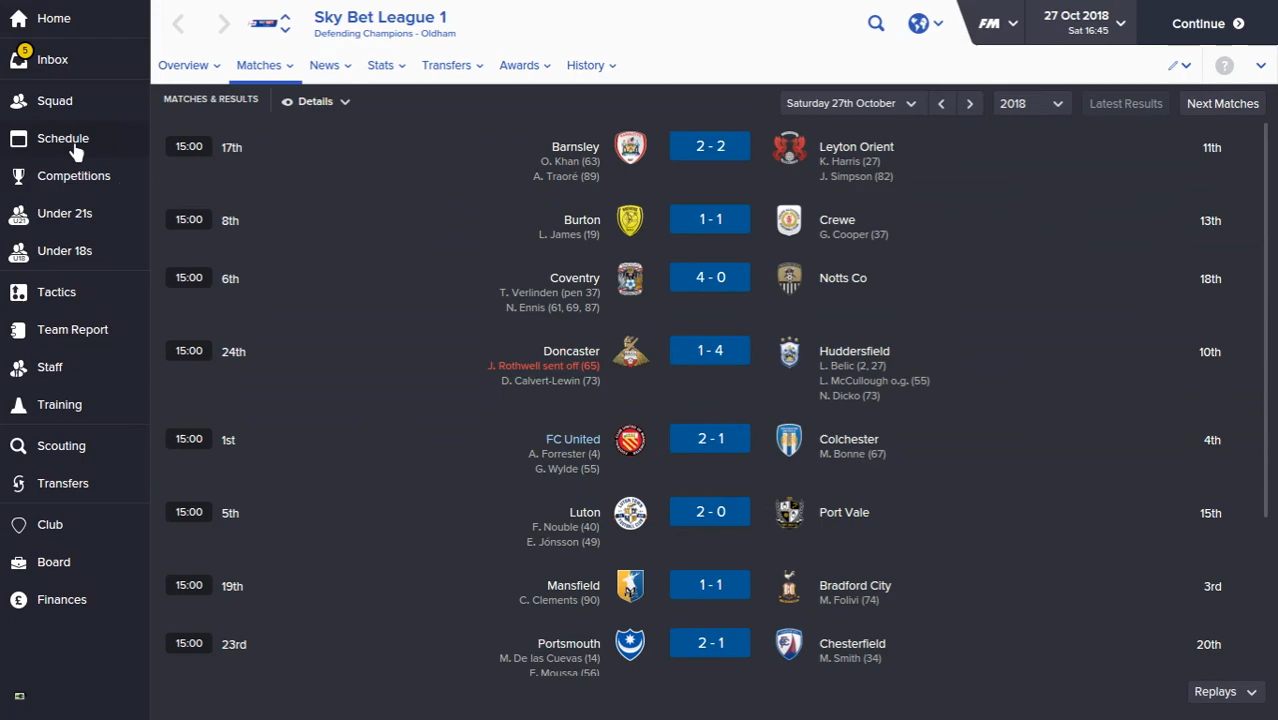 Home
5
Inbox
Squad
Schedule
Competitions
U21
Under 21s
U18
Under 18s
Tactics
Team Report
Staff
Training
Scouting
Transfers
Club
Board
£ Finances
Sky Bet League 1
Defending Champions - Oldham
FM
27 Oct 2018
Sat 16:45
Continue
Overview Matches News Stats Transfers Awards History
?
MATCHES & RESULTS Details Saturday 27th October 2018 Latest Results Next Matches
15:00 17th Barnsley 2 - 2 Leyton Orient 11th
O. Khan (63) K. Harris (27)
A. Traoré (89) J. Simpson (82)
15:00 8th Burton 1 - 1 Crewe 13th
L. James (19) G. Cooper (37)
15:00 6th Coventry 4 - 0 Notts Co 18th
T. Verlinden (pen 37)
N. Ennis (61, 69, 87)
15:00 24th Doncaster 1 - 4 Huddersfield 10th
J. Rothwell sent off (65) L. Belic (2, 27)
D. Calvert-Lewin (73) L. McCullough o.g. (55)
N. Dicko (73)
15:00 1st FC United 2 - 1 Colchester 4th
A. Forrester (4) M. Bonne (67)
G. Wylde (55)
15:00 5th Luton 2 - 0 Port Vale 15th
F. Nouble (40)
E. Jónsson (49)
15:00 19th Mansfield 1 - 1 Bradford City 3rd
C. Clements (90) M. Folivi (74)
15:00 23rd Portsmouth 2 - 1 Chesterfield 20th
M. De las Cuevas (14) M. Smith (34)
F. Moussa (56)
Replays